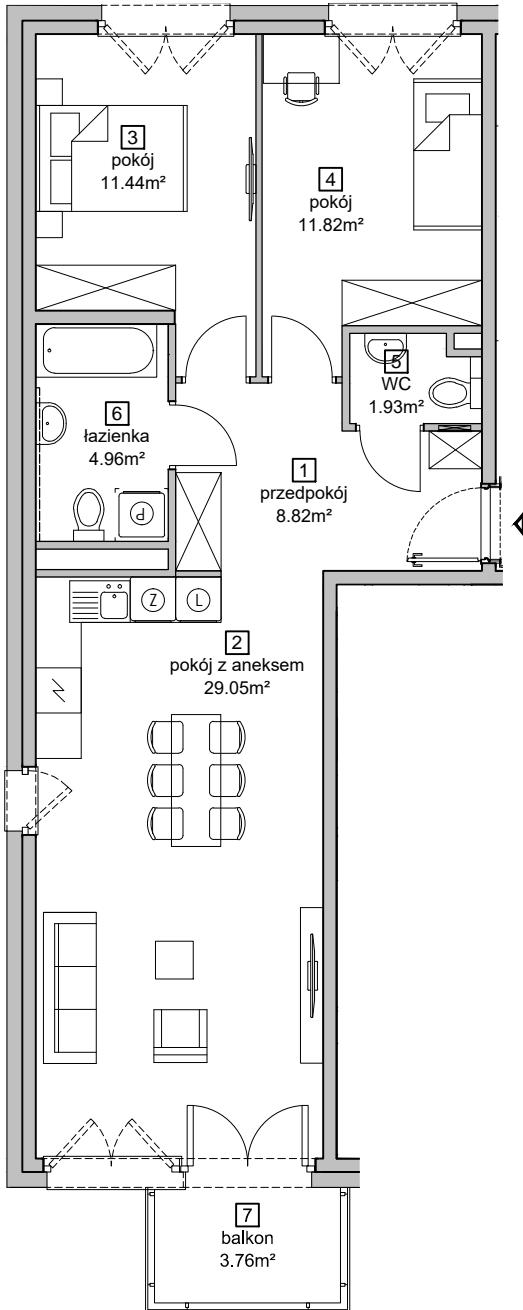 3
pokój
11.44m²
4
pokój
11.82m²
5
WC
1.93m²
6
łazienka
4.96m²
1
przedpokój
8.82m²
P
Z
L
2
pokój z aneksem
29.05m²
7
balkon
3.76m²